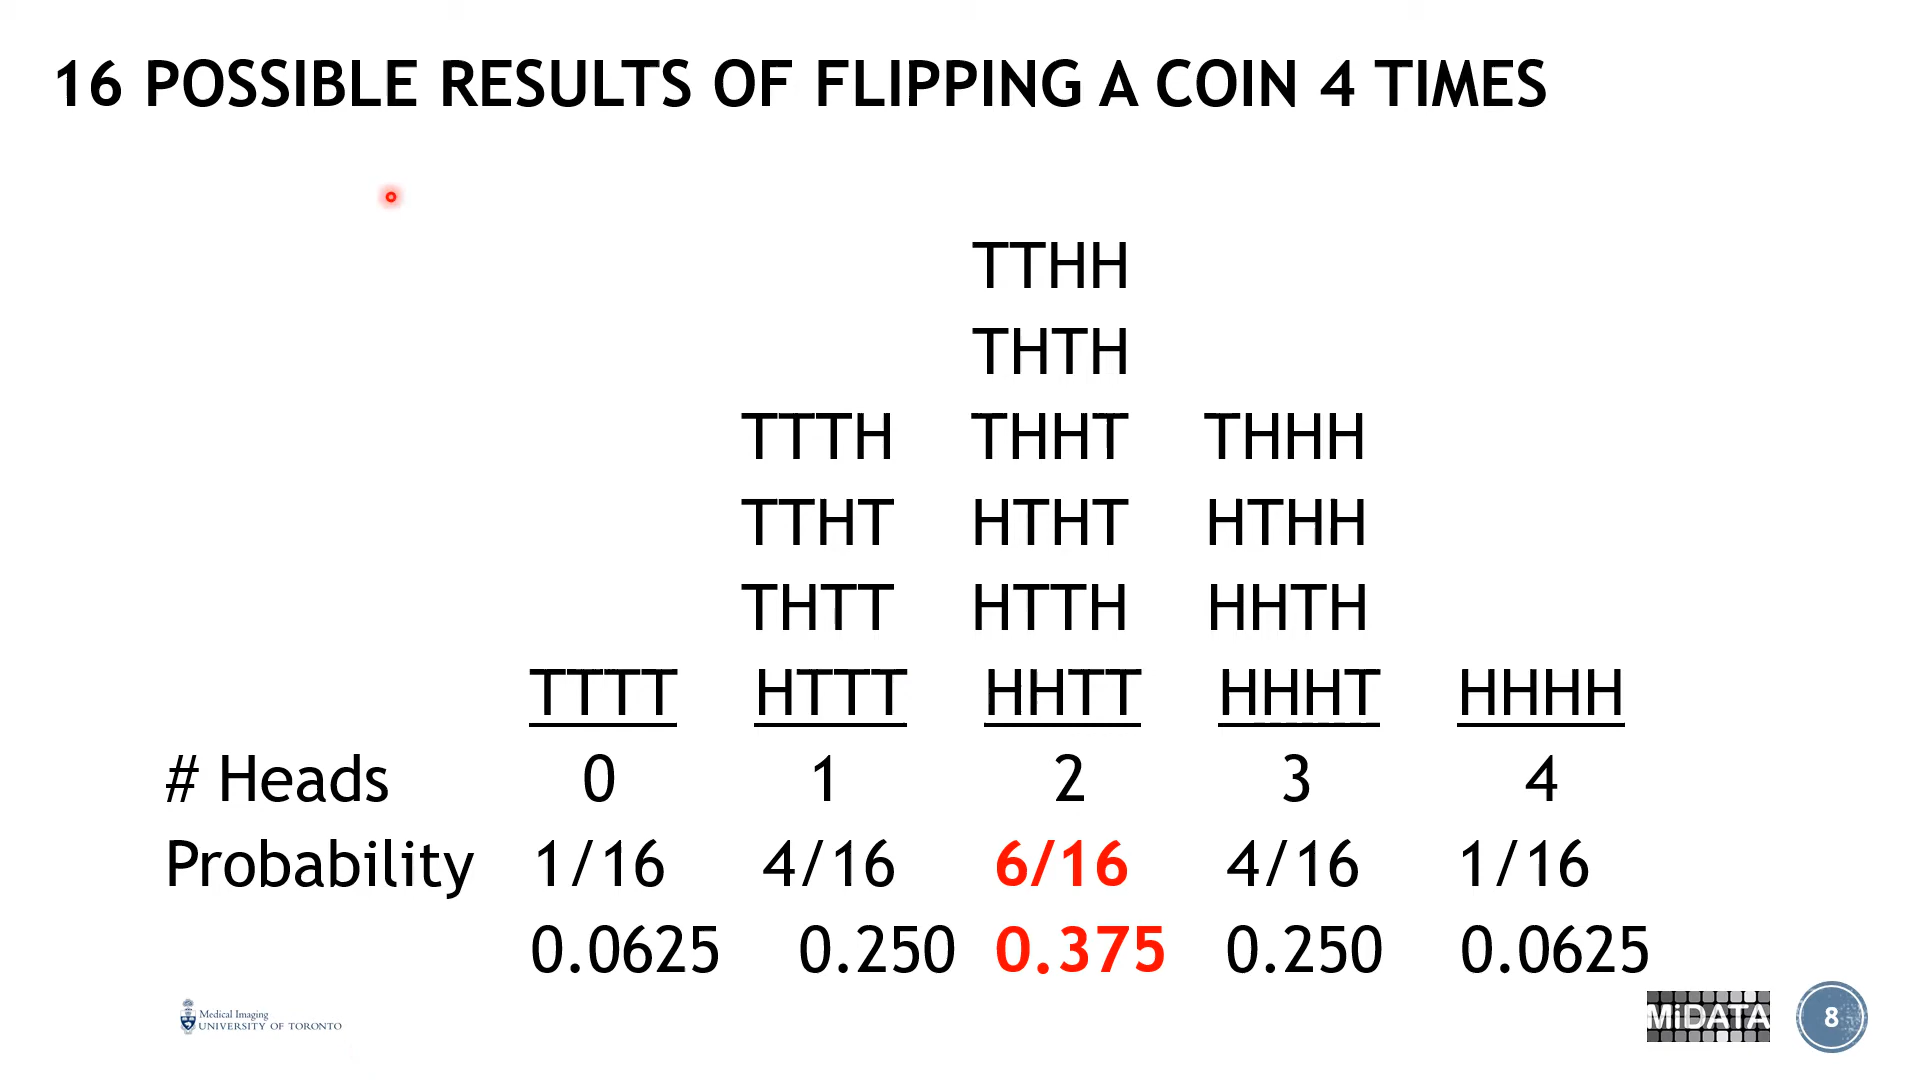 16 POSSIBLE RESULTS OF FLIPPING A COIN 4 TIMES
TTHH
THTH
TTTH THHT THHH
TTHT HTHT HTHH
THTT HTTH HHTH
TTTT HTTT HHTT HHHT HHHH
# Heads 0 1 2 3 4
Probability 1/16 4/16 6/16 4/16 1/16
0.0625 0.250 0.375 0.250 0.0625
Medical Imaging
UNIVERSITY OF TORONTO
MiDATA
8